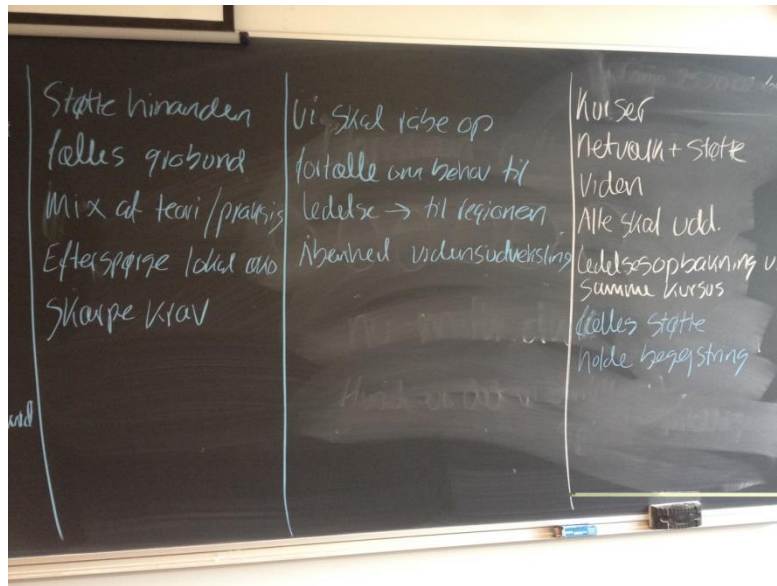 Støtte hinanden
fælles grobund
Mix af teori/praksis
Efterspørge lokal
Skarpe krav
Vi skal råbe op
fortælle om behov til
ledelse → til regionen
Åbenhed vidensudveksling
Kurser
Netværk + støtte
Viden
Alle skal udd.
ledelsesopbakning
samme kursus
fælles støtte
holde begejstring